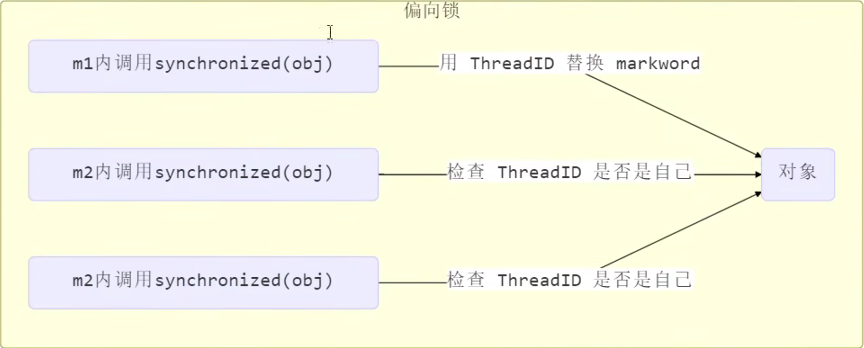 偏向锁
m1内调用synchronized(obj)
用 ThreadID 替换 markword
m2内调用synchronized(obj)
检查 ThreadID 是否是自己
对象
m2内调用synchronized(obj)
检查 ThreadID 是否是自己